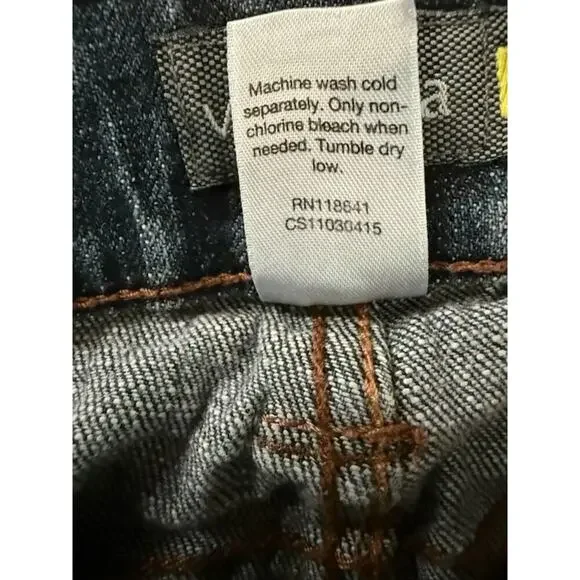 Machine wash cold
separately. Only non-
chlorine bleach when
needed. Tumble dry
low.
RN118641
CS11030415